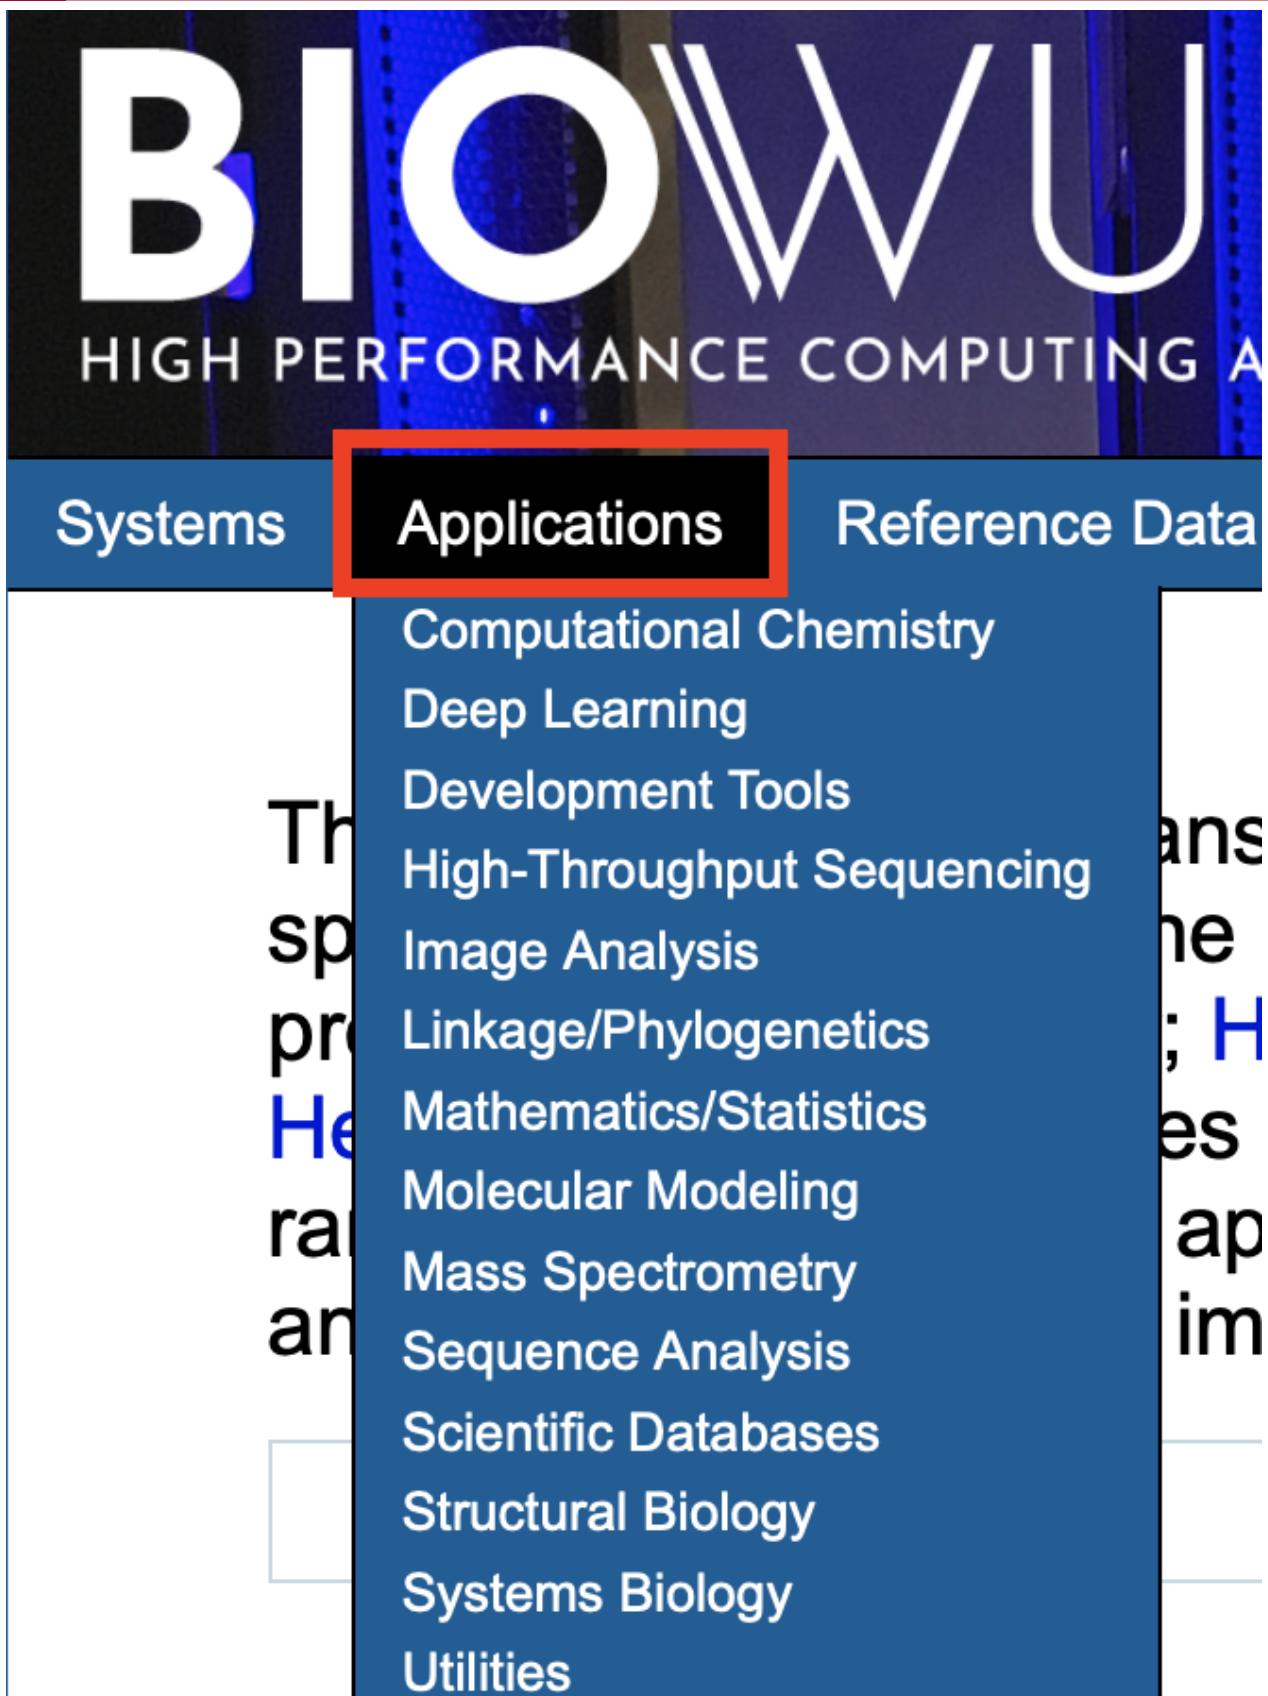 BIOWU
HIGH PERFORMANCE COMPUTING A
Systems Applications Reference Data
Computational Chemistry
Deep Learning
Development Tools
High-Throughput Sequencing
Image Analysis
Linkage/Phylogenetics
Mathematics/Statistics
Molecular Modeling
Mass Spectrometry
Sequence Analysis
Scientific Databases
Structural Biology
Systems Biology
Utilities